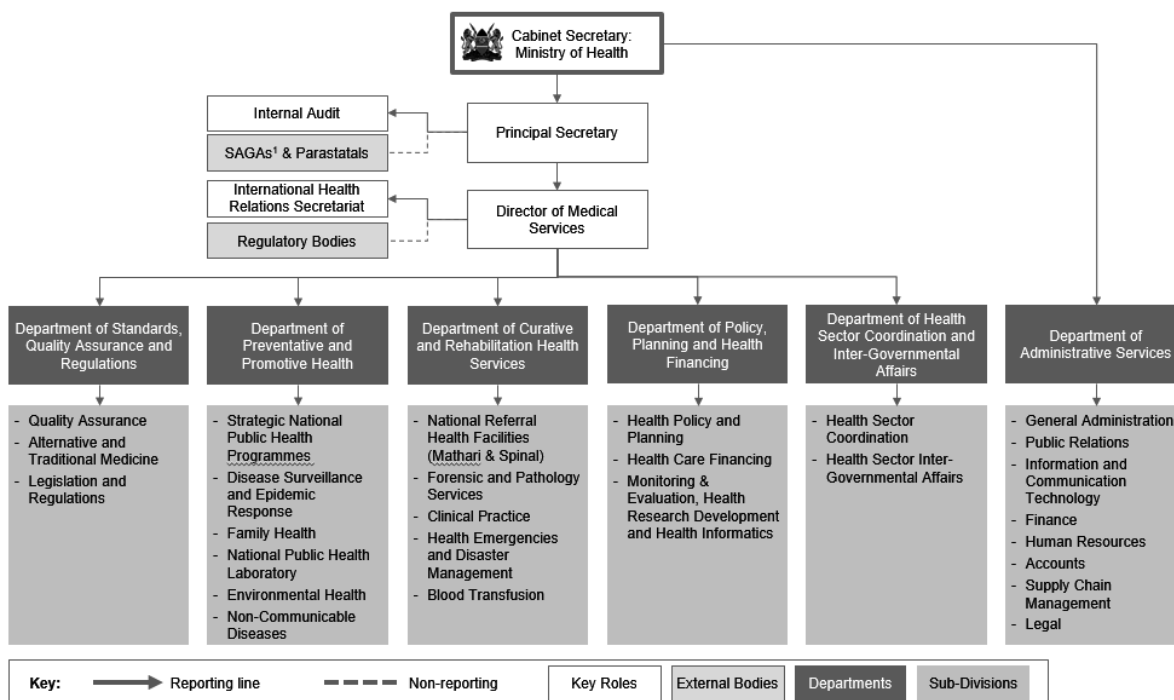 Cabinet Secretary:
Ministry of Health
Internal Audit
SAGAs¹ & Parastatals
Principal Secretary
International Health
Relations Secretariat
Regulatory Bodies
Director of Medical
Services
Department of Standards,
Quality Assurance and
Regulations
Department of
Preventative and
Promotive Health
Department of Curative
and Rehabilitation Health
Services
Department of Policy,
Planning and Health
Financing
Department of Health
Sector Coordination and
Inter-Governmental
Affairs
Department of
Administrative Services
- Quality Assurance
- Alternative and
Traditional Medicine
- Legislation and
Regulations
- Strategic National
Public Health
Programmes
- Disease Surveillance
and Epidemic
Response
- Family Health
- National Public Health
Laboratory
- Environmental Health
- Non-Communicable
Diseases
- National Referral
Health Facilities
(Mathari & Spinal)
- Forensic and Pathology
Services
- Clinical Practice
- Health Emergencies
and Disaster
Management
- Blood Transfusion
- Health Policy and
Planning
- Health Care Financing
- Monitoring &
Evaluation, Health
Research Development
and Health Informatics
- Health Sector
Coordination
- Health Sector Inter-
Governmental Affairs
- General Administration
- Public Relations
- Information and
Communication
Technology
- Finance
- Human Resources
- Accounts
- Supply Chain
Management
- Legal
Key:
Reporting line
Non-reporting
Key Roles
External Bodies
Departments
Sub-Divisions